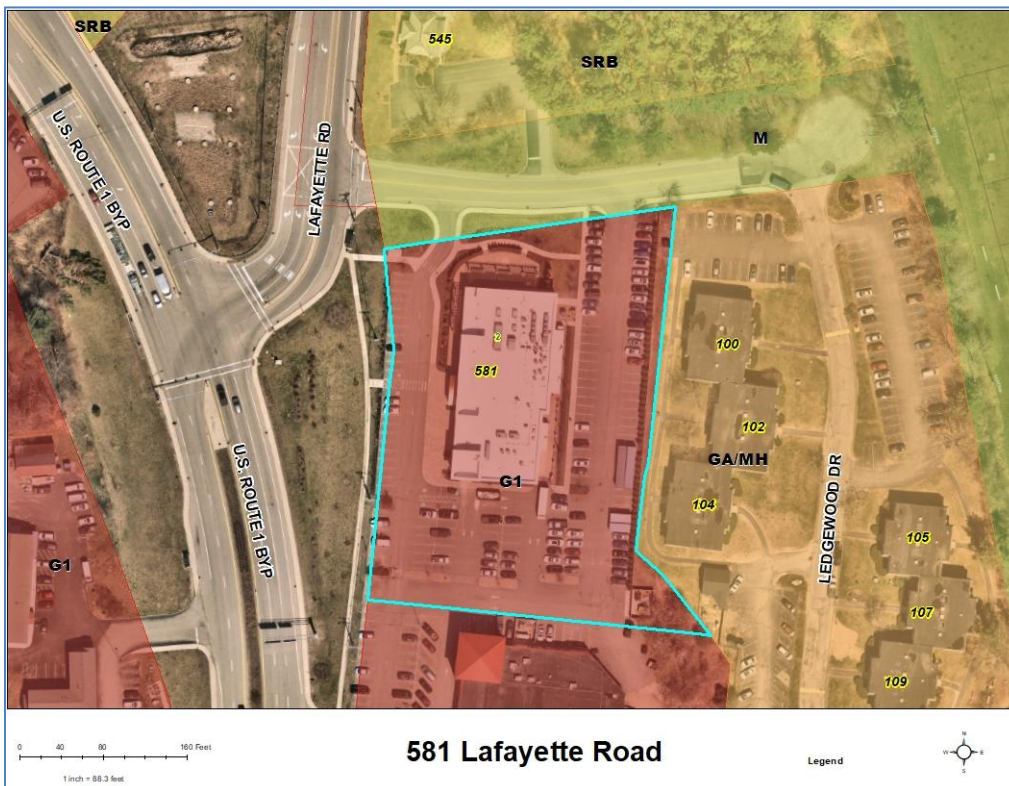 SRB
545
SRB
U.S. ROUTE 1 BYP
LAFAYETTE RD
M
100
2
581
102
GA/MH
G1
104
U.S. ROUTE 1 BYP
LEDGEWOOD DR
105
G1
107
109
0 40 80 160 Feet
1 inch = 88.3 feet
581 Lafayette Road
Legend
N
W E
S